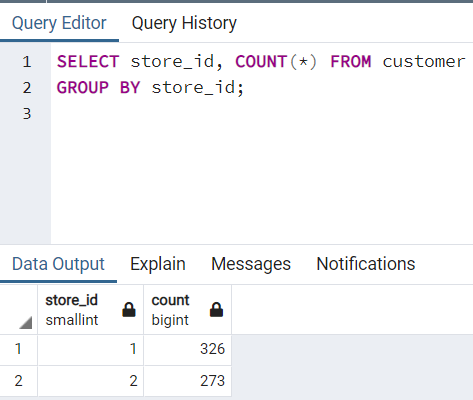 Query Editor Query History
1 SELECT store_id, COUNT(*) FROM customer
2 GROUP BY store_id;
3
Data Output Explain Messages Notifications
store_id count
smallint bigint
1 1 326
2 2 273